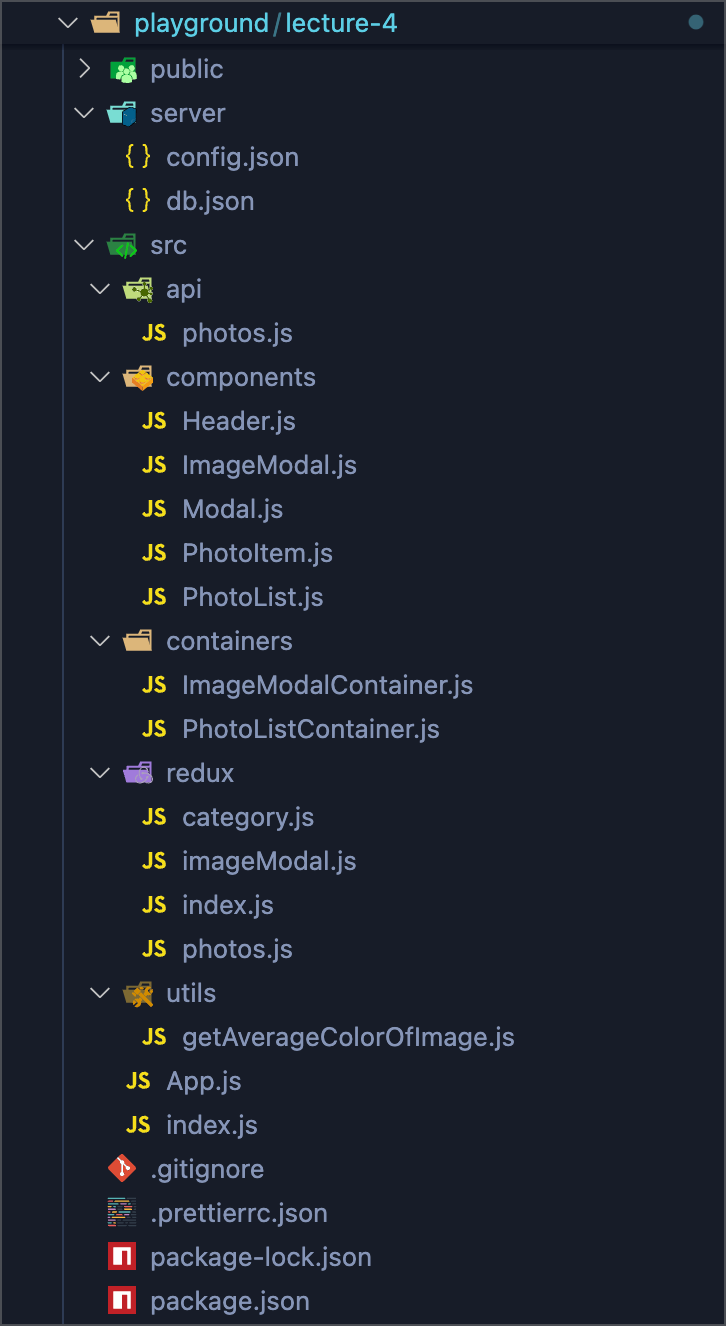 playground/lecture-4
public
server
{} config.json
{} db.json
src
api
JS photos.js
components
JS Header.js
JS ImageModal.js
JS Modal.js
JS PhotoItem.js
JS PhotoList.js
containers
JS ImageModalContainer.js
JS PhotoListContainer.js
redux
JS category.js
JS imageModal.js
JS index.js
JS photos.js
utils
JS getAverageColorOfImage.js
JS App.js
JS index.js
.gitignore
.prettierrc.json
package-lock.json
package.json